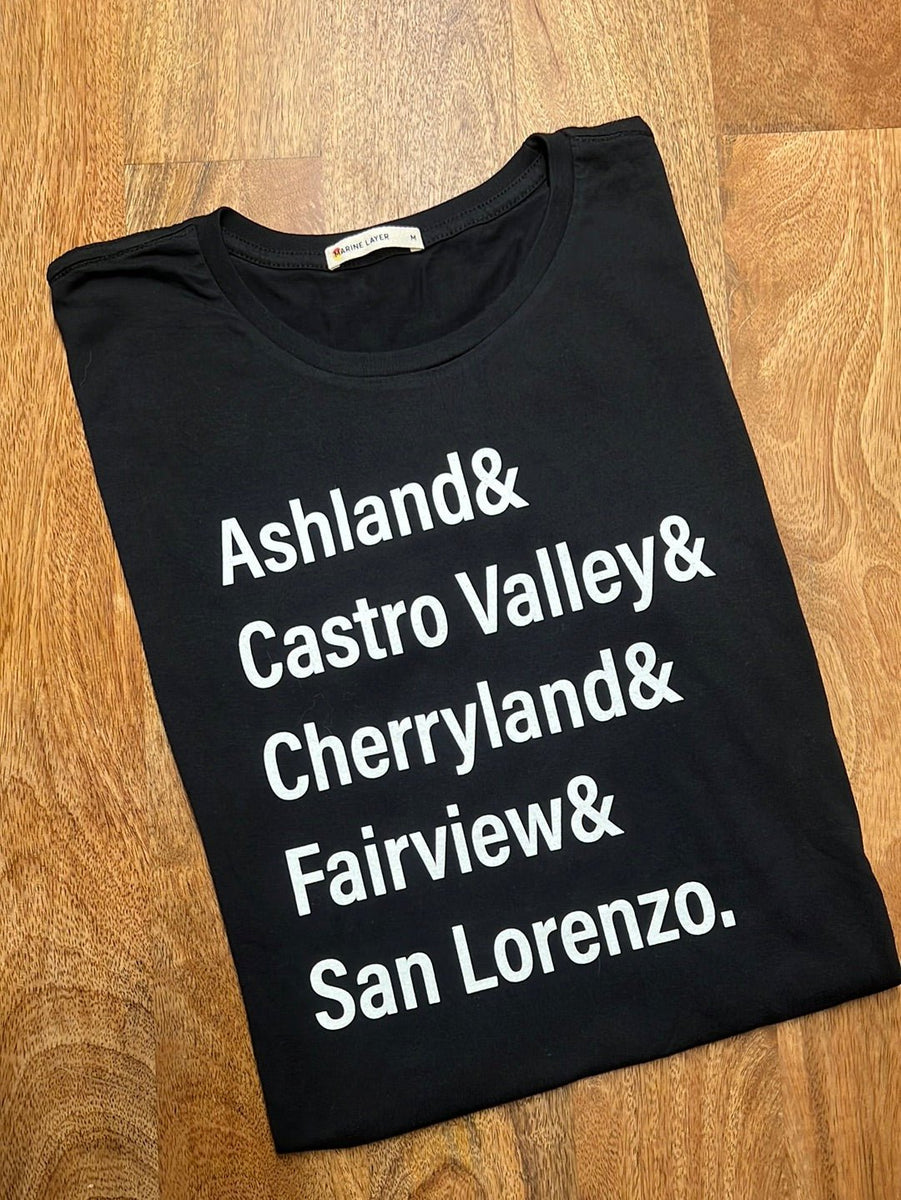 MARINE LAYER M
Ashland&
Castro Valley&
Cherryland&
Fairview&
San Lorenzo.